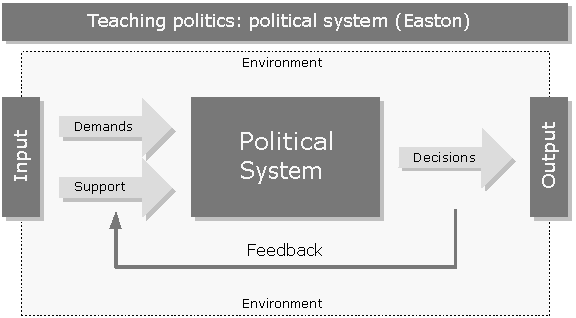 Teaching politics: political system (Easton)
Environment
Input
Demands
Support
Political
System
Decisions
Output
Feedback
Environment